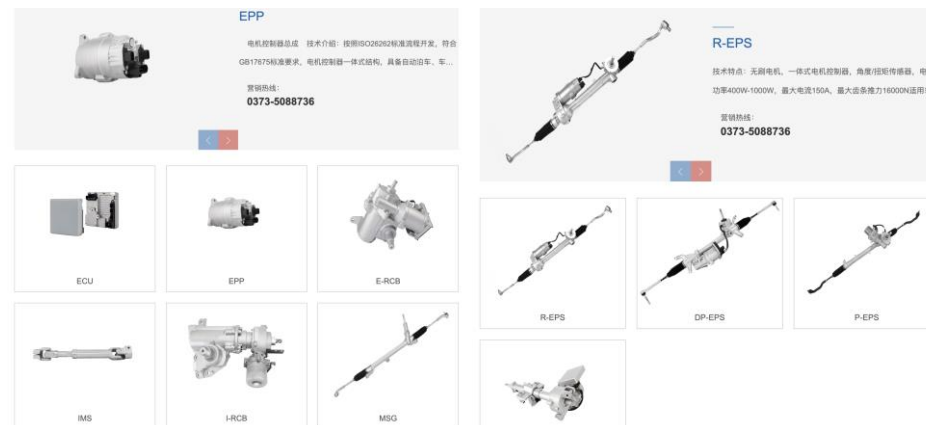 EPP
电机控制器总成 技术介绍：按照ISO26262标准流程开发，符合
GB17675标准要求，电机控制器一体式结构，具备自动泊车、车...
营销热线：
0373-5088736
ECU
EPP
E-RCB
IMS
I-RCB
MSG
R-EPS
技术特点：无刷电机、一体式电机控制器，角度/扭矩传感器，电
功率400W-1000W，最大电流150A，最大齿条推力16000N适用
营销热线：
0373-5088736
R-EPS
DP-EPS
P-EPS